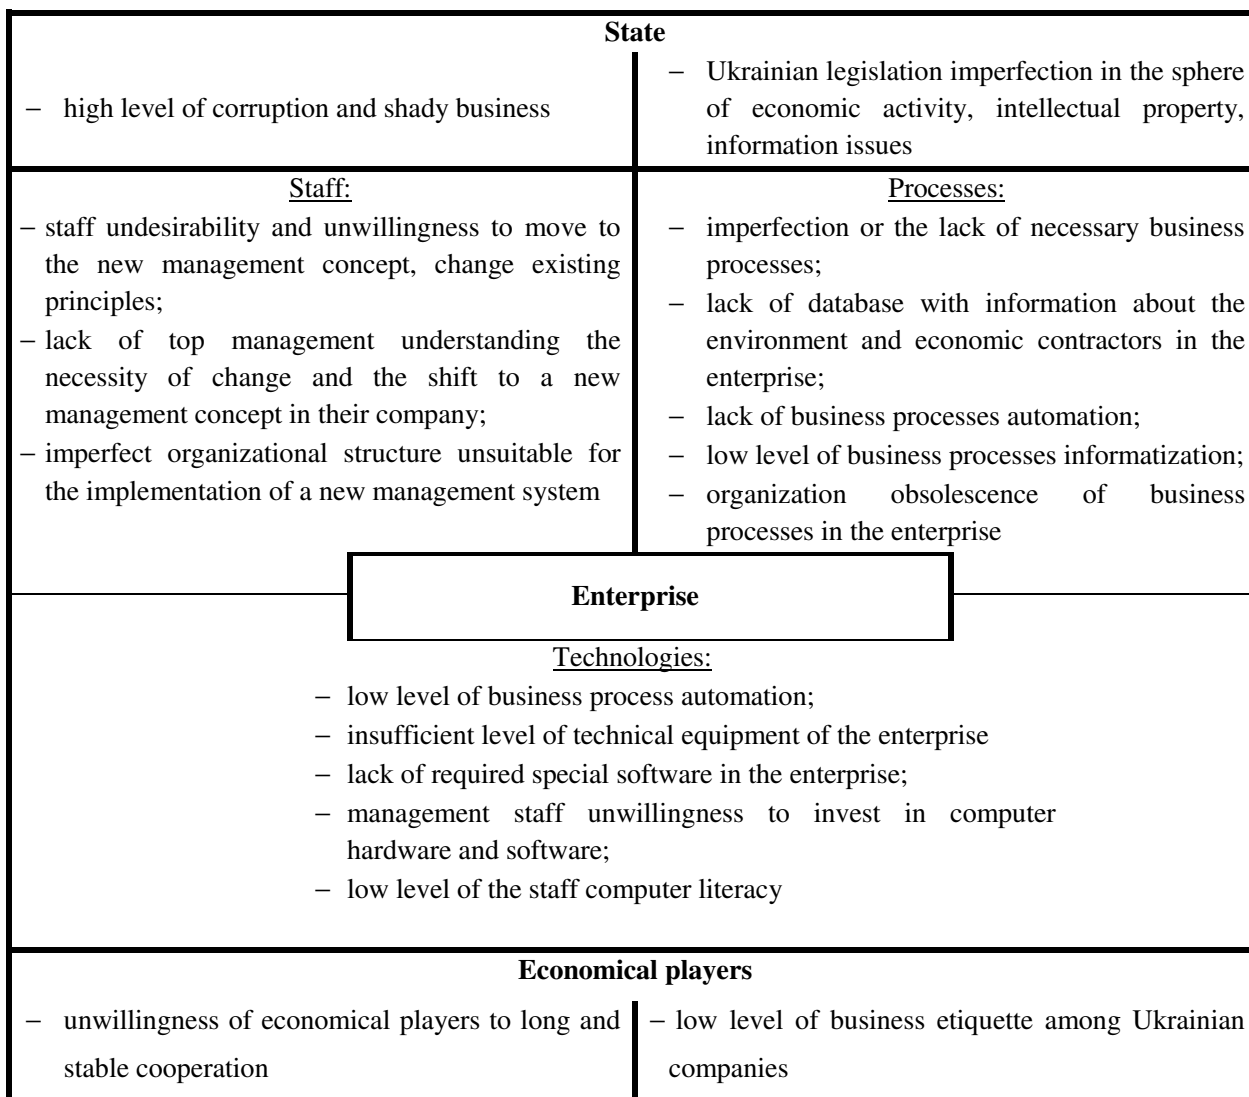 State
– high level of corruption and shady business
– Ukrainian legislation imperfection in the sphere
of economic activity, intellectual property,
information issues
Staff:
– staff undesirability and unwillingness to move to
the new management concept, change existing
principles;
– lack of top management understanding the
necessity of change and the shift to a new
management concept in their company;
– imperfect organizational structure unsuitable for
the implementation of a new management system
Processes:
– imperfection or the lack of necessary business
processes;
– lack of database with information about the
environment and economic contractors in the
enterprise;
– lack of business processes automation;
– low level of business processes informatization;
– organization obsolescence of business
processes in the enterprise
Enterprise
Technologies:
– low level of business process automation;
– insufficient level of technical equipment of the enterprise
– lack of required special software in the enterprise;
– management staff unwillingness to invest in computer
hardware and software;
– low level of the staff computer literacy
Economical players
– unwillingness of economical players to long and
stable cooperation
– low level of business etiquette among Ukrainian
companies